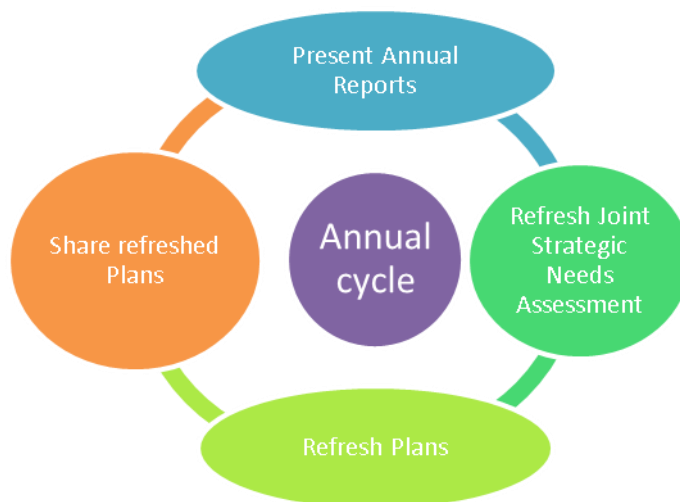 Present Annual
Reports
Refresh Joint
Strategic
Needs
Assessment
Refresh Plans
Share refreshed
Plans
Annual
cycle